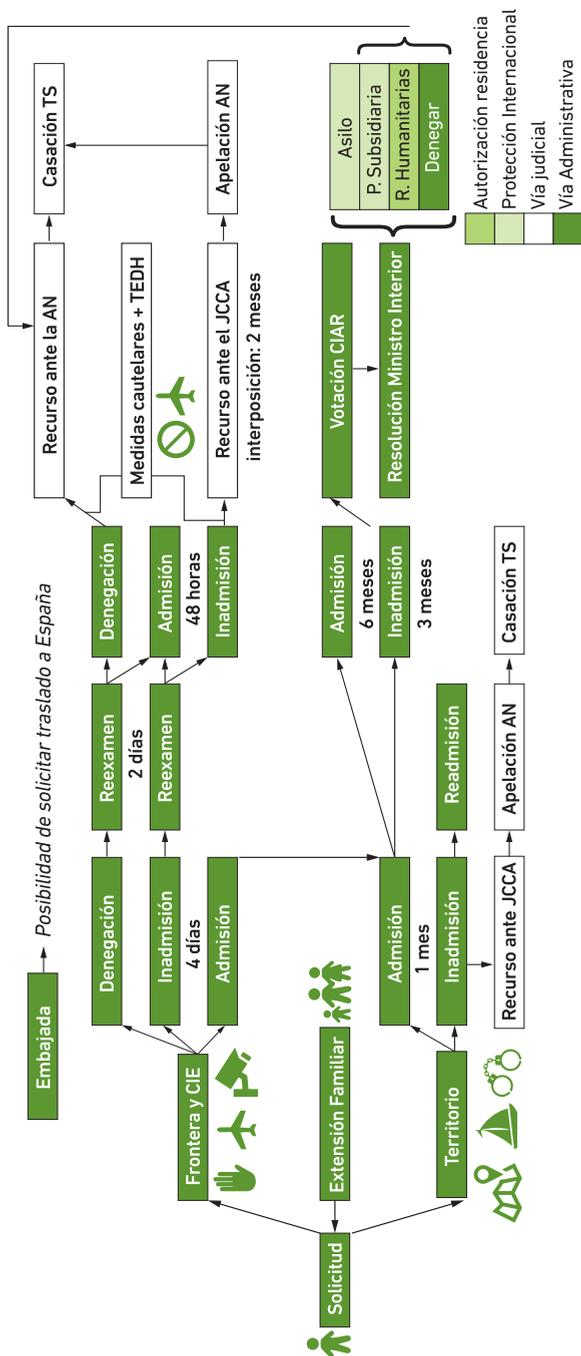 Embajada
Posibilidad de solicitar traslado a España
Solicitud
Extensión Familiar
Frontera y CIE
Denegación
Inadmisión
4 días
Admisión
Reexamen
2 días
Reexamen
Denegación
Admisión
48 horas
Inadmisión
Recurso ante la AN
Casación TS
Medidas cautelares + TEDH
Recurso ante el JCCA
interposición: 2 meses
Apelación AN
Territorio
Admisión
1 mes
Inadmisión
Readmisión
Recurso ante JCCA
Apelación AN
Casación TS
Admisión
6 meses
Inadmisión
3 meses
Votación CIAR
Resolución Ministro Interior
Asilo
P. Subsidiaria
R. Humanitarias
Denegar
Autorización residencia
Protección Internacional
Vía judicial
Vía Administrativa